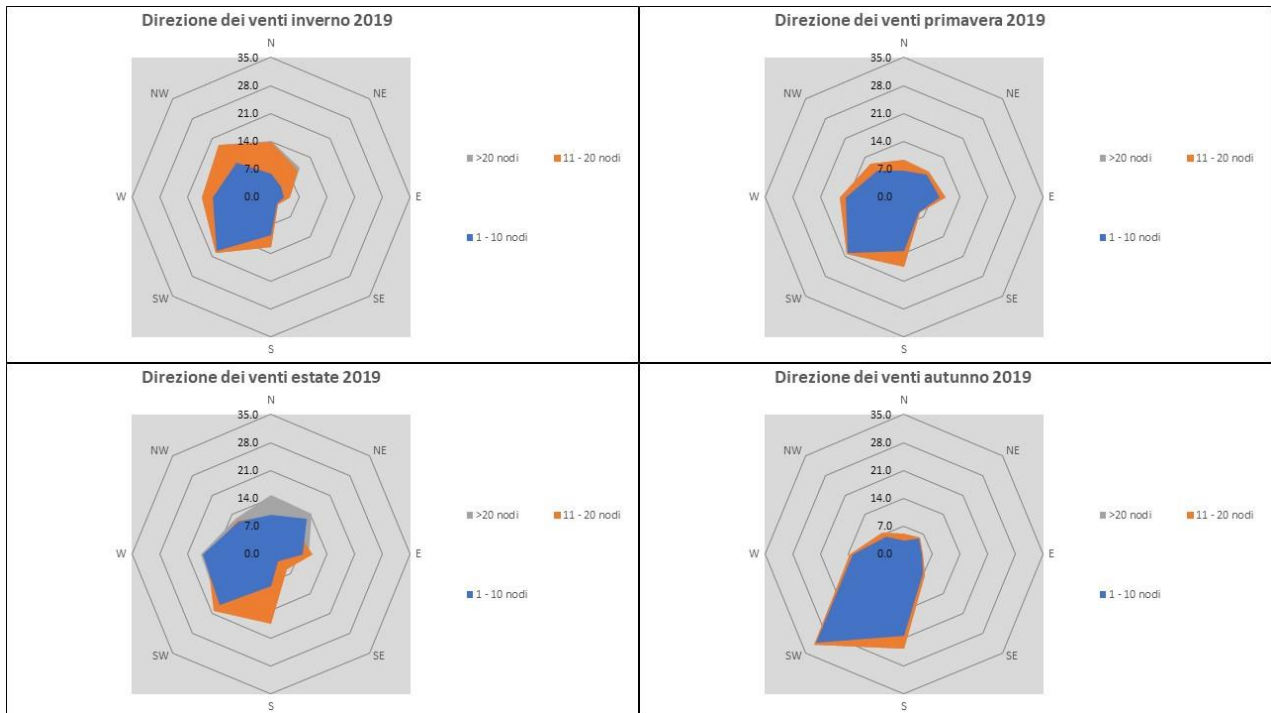 Direzione dei venti inverno 2019
N
35.0
NW
28.0
NE
21.0
14.0
>20 nodi
11 - 20 nodi
7.0
W
0.0
E
1 - 10 nodi
SW
SE
S
Direzione dei venti primavera 2019
N
35.0
NW
28.0
NE
21.0
14.0
>20 nodi
11 - 20 nodi
7.0
W
0.0
E
1 - 10 nodi
SW
SE
S
Direzione dei venti estate 2019
N
35.0
NW
28.0
NE
21.0
14.0
>20 nodi
11 - 20 nodi
7.0
W
0.0
E
1 - 10 nodi
SW
SE
S
Direzione dei venti autunno 2019
N
35.0
NW
28.0
NE
21.0
14.0
>20 nodi
11 - 20 nodi
7.0
W
0.0
E
1 - 10 nodi
SW
SE
S